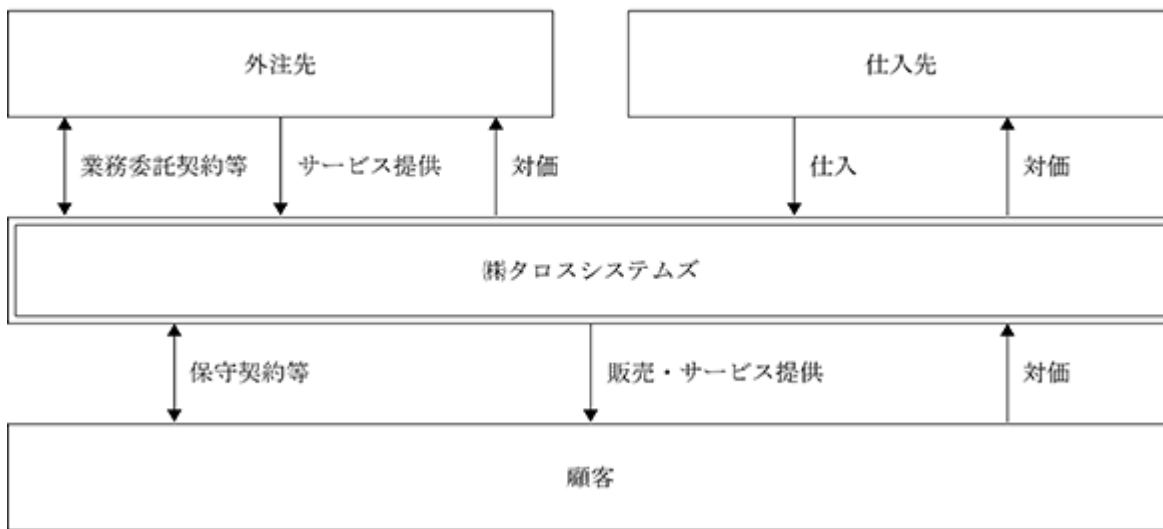 外注先
仕入先
業務委託契約等
サービス提供
対価
仕入
対価
㈱タロスシステムズ
保守契約等
販売・サービス提供
対価
顧客